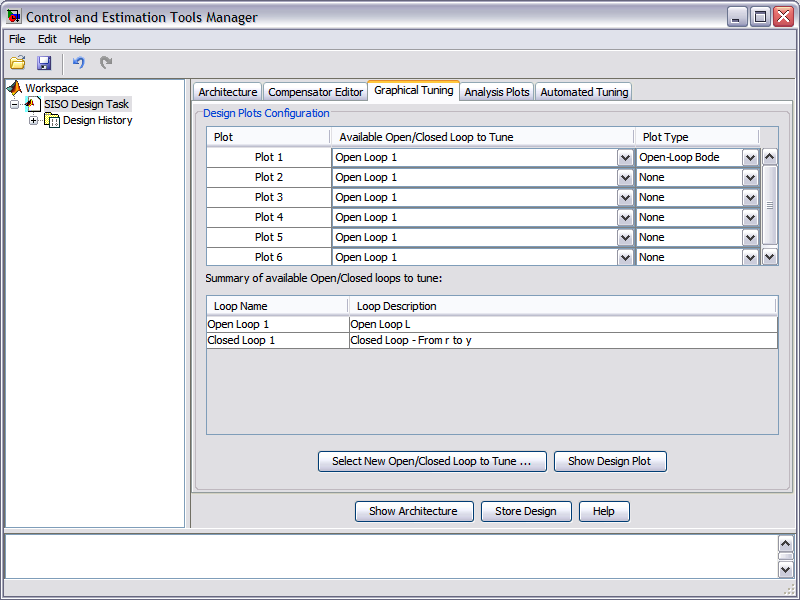 Control and Estimation Tools Manager
File Edit Help
Workspace
SISO Design Task
Design History
Architecture Compensator Editor Graphical Tuning Analysis Plots Automated Tuning
Design Plots Configuration
Plot Available Open/Closed Loop to Tune Plot Type
Plot 1 Open Loop 1 Open-Loop Bode
Plot 2 Open Loop 1 None
Plot 3 Open Loop 1 None
Plot 4 Open Loop 1 None
Plot 5 Open Loop 1 None
Plot 6 Open Loop 1 None
Summary of available Open/Closed loops to tune:
Loop Name Loop Description
Open Loop 1 Open Loop L
Closed Loop 1 Closed Loop - From r to y
Select New Open/Closed Loop to Tune ... Show Design Plot
Show Architecture Store Design Help